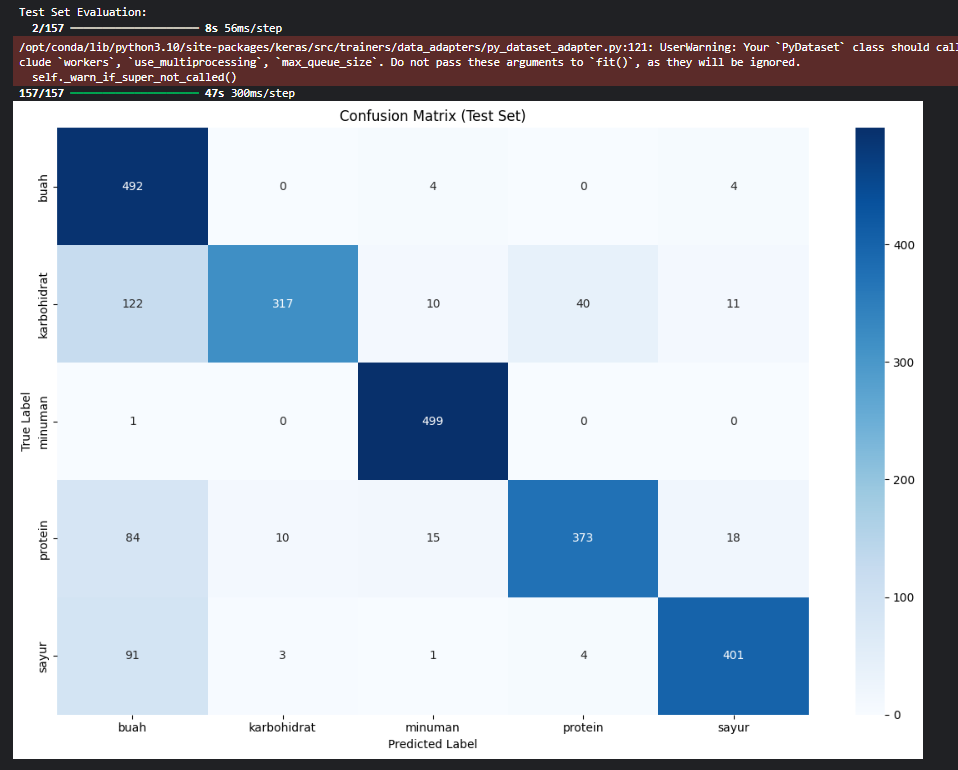 Test Set Evaluation:
2/157 ━━━━━━━━━━━━━━━━━━━━ 8s 56ms/step
/opt/conda/lib/python3.10/site-packages/keras/src/trainers/data_adapters/py_dataset_adapter.py:121: UserWarning: Your `PyDataset` class should cal
clude `workers`, `use_multiprocessing`, `max_queue_size`. Do not pass these arguments to `fit()`, as they will be ignored.
self._warn_if_super_not_called()
157/157 ━━━━━━━━━━━━━━━━━━━━ 47s 300ms/step
Confusion Matrix (Test Set)
buah 492 0 4 0 4
400
karbohidrat 122 317 10 40 11
300
True Label
minuman 1 0 499 0 0
200
protein 84 10 15 373 18
100
sayur 91 3 1 4 401
0
buah karbohidrat minuman protein sayur
Predicted Label